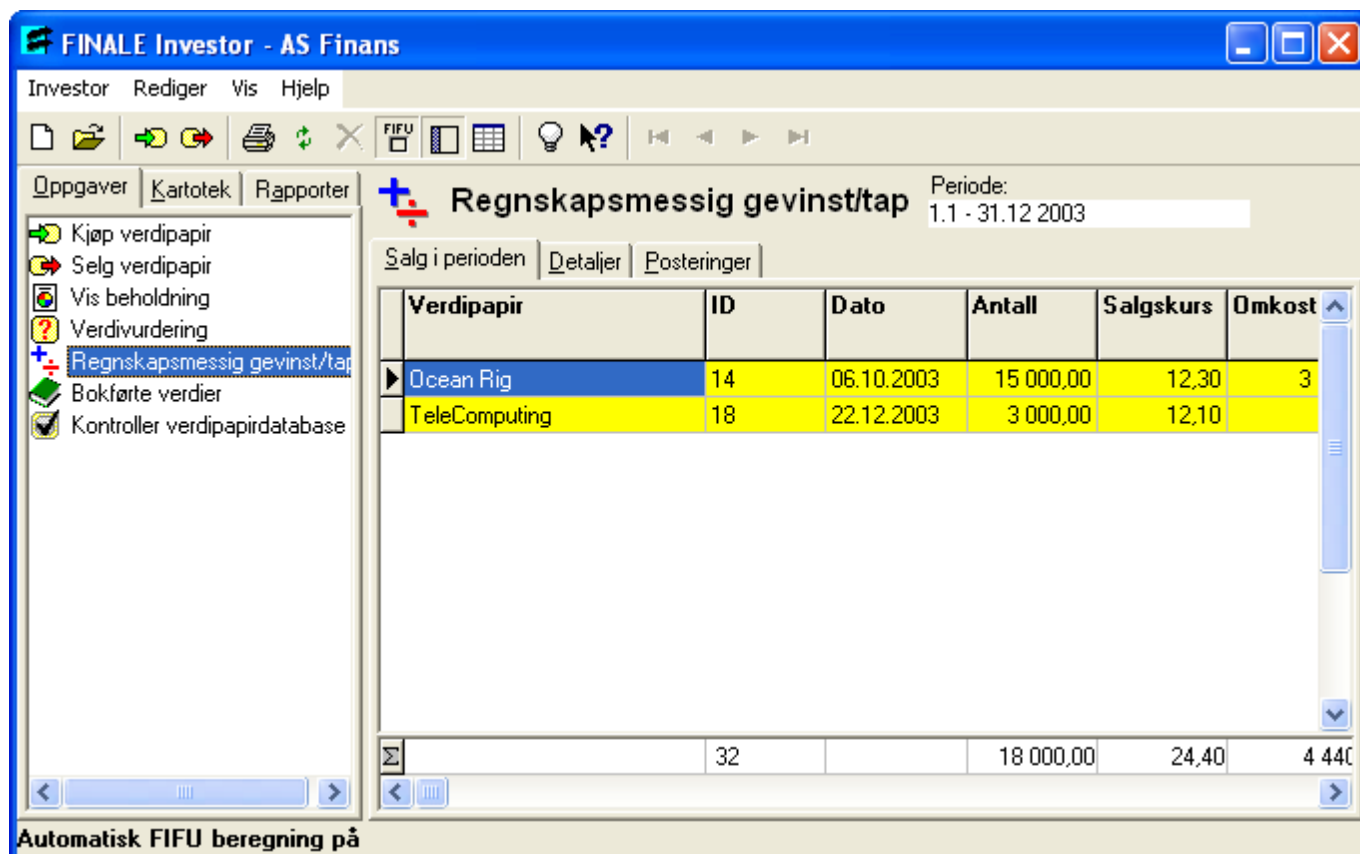 FINALE Investor - AS Finans
Investor Rediger Vis Hjelp
FIFU
Oppgaver Kartotek Rapporter
Kjøp verdipapir
Selg verdipapir
Vis beholdning
Verdivurdering
Regnskapsmessig gevinst/tap
Bokførte verdier
Kontroller verdipapirdatabase
Regnskapsmessig gevinst/tap
Periode:
1.1 - 31.12 2003
Salg i perioden Detaljer Posteringer
Verdipapir ID Dato Antall Salgskurs Omkost
Ocean Rig 14 06.10.2003 15 000,00 12,30 3
TeleComputing 18 22.12.2003 3 000,00 12,10
Σ 32 18 000,00 24,40 4 440
Automatisk FIFU beregning på